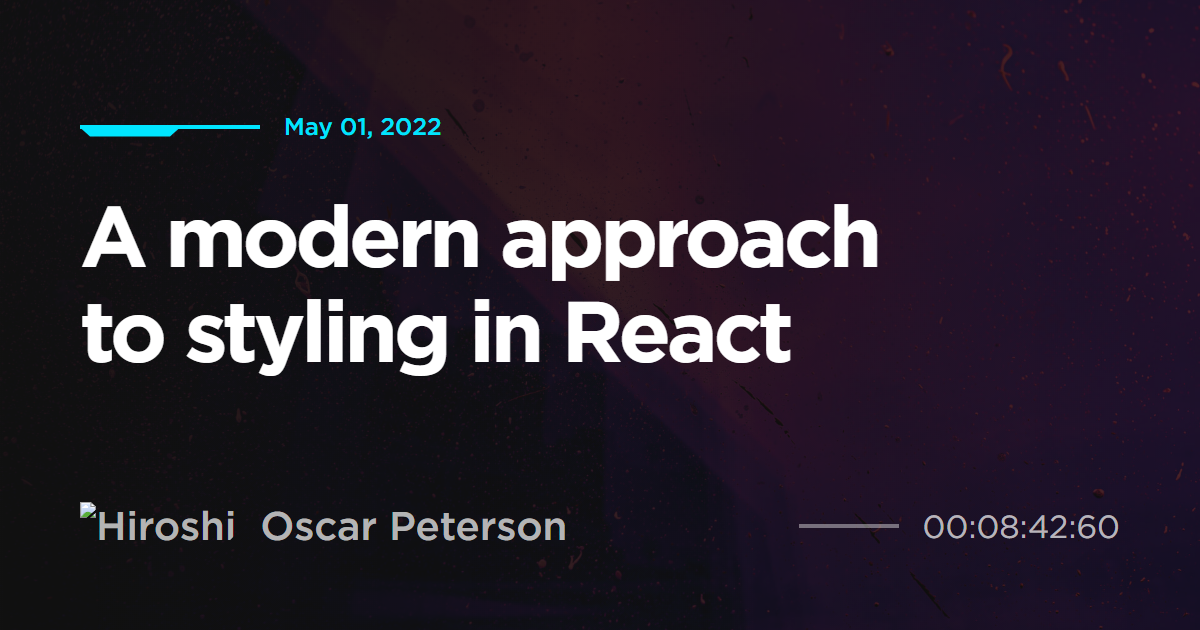 May 01, 2022
A modern approach
to styling in React
Hiroshi Oscar Peterson
00:08:42:60